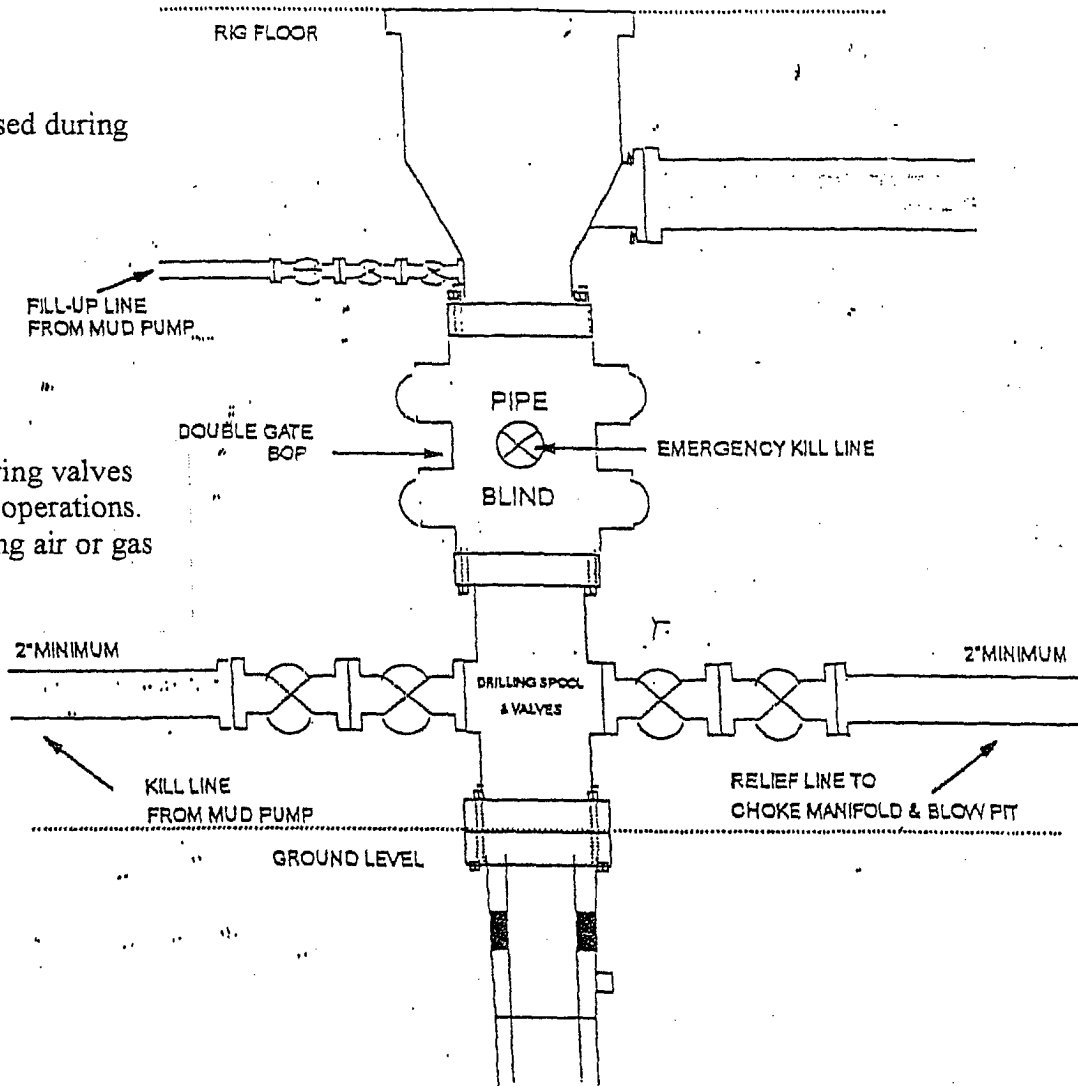 RIG FLOOR
sed during
FILL-UP LINE
FROM MUD PUMP
PIPE
DOUBLE GATE
BOP
EMERGENCY KILL LINE
BLIND
ring valves
operations.
ng air or gas
2"MINIMUM
2"MINIMUM
DRILLING SPOOL
& VALVES
KILL LINE
FROM MUD PUMP
RELIEF LINE TO
CHOKE MANIFOLD & BLOW PIT
GROUND LEVEL